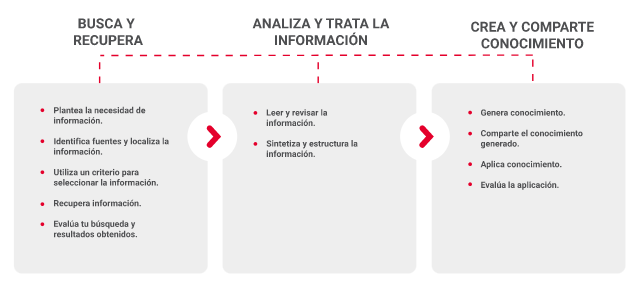 BUSCA Y
RECUPERA
ANALIZA Y TRATA LA
INFORMACIÓN
CREA Y COMPARTE
CONOCIMIENTO
Plantea la necesidad de
información.
Identifica fuentes y localiza la
información.
Utiliza un criterio para
seleccionar la información.
Recupera información.
Evalúa tu búsqueda y
resultados obtenidos.
Leer y revisar la
información.
Sintetiza y estructura la
información.
Genera conocimiento.
Comparte el conocimiento
generado.
Aplica conocimiento.
Evalúa la aplicación.